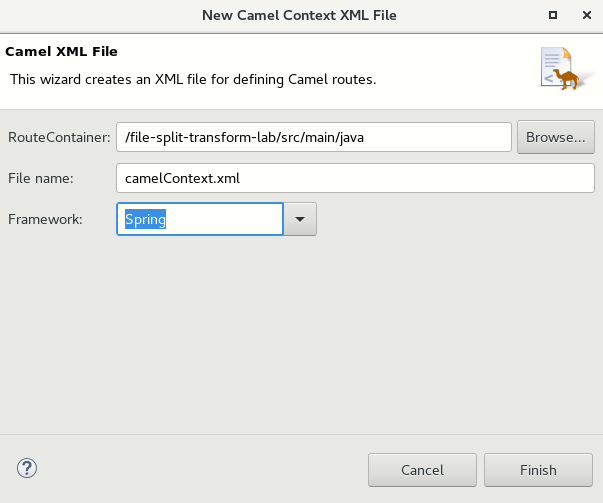 New Camel Context XML File
Camel XML File
This wizard creates an XML file for defining Camel routes.
RouteContainer: /file-split-transform-lab/src/main/java Browse...
File name: camelContext.xml
Framework: Spring
? Cancel Finish